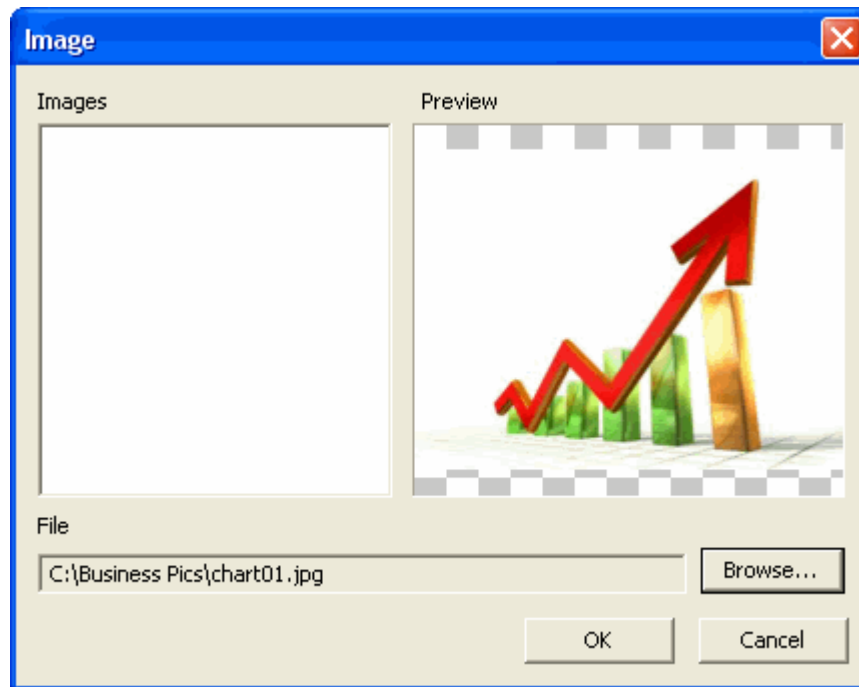 Image
Images
Preview
File
C:\Business Pics\chart01.jpg
Browse...
OK
Cancel